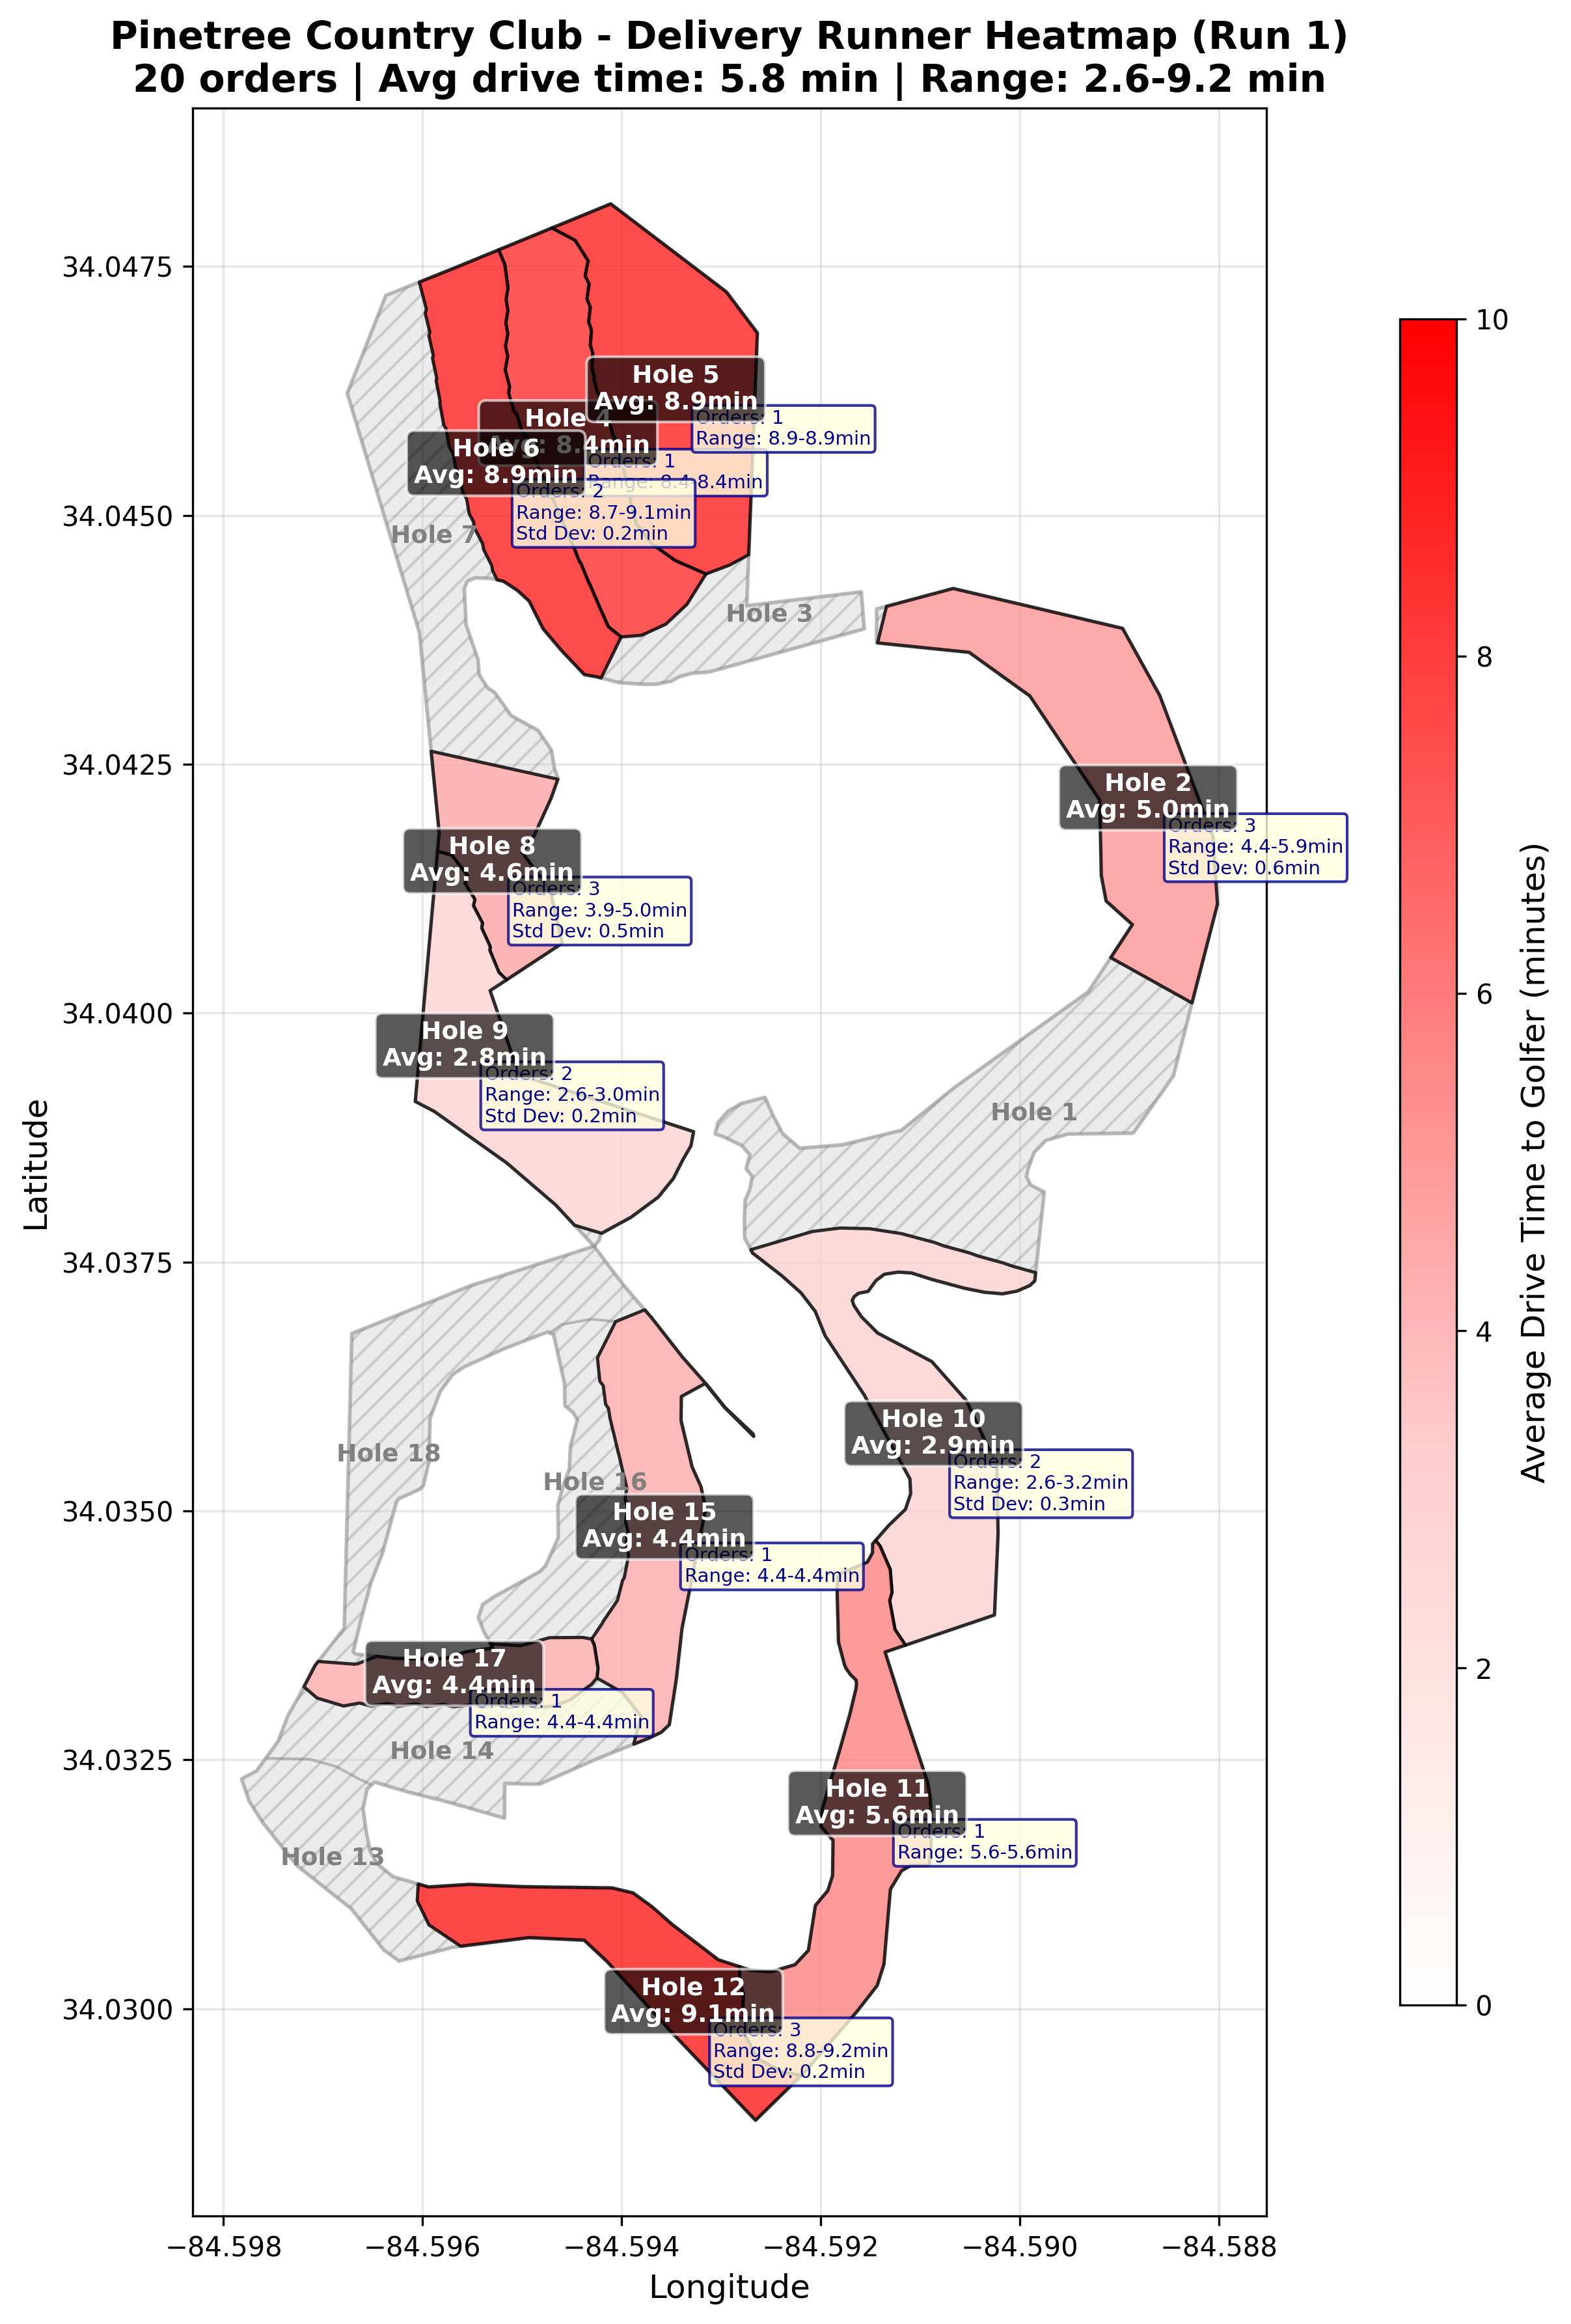 Pinetree Country Club - Delivery Runner Heatmap (Run 1)
20 orders | Avg drive time: 5.8 min | Range: 2.6-9.2 min
Latitude
34.0475
34.0450
34.0425
34.0400
34.0375
34.0350
34.0325
34.0300
Hole 5
Avg: 8.9min
Orders: 1
Range: 8.9-8.9min
Hole 4
Avg: 8.4min
Orders: 1
Range: 8.4-8.4min
Hole 6
Avg: 8.9min
Orders: 2
Range: 8.7-9.1min
Std Dev: 0.2min
Hole 7
Hole 3
Hole 2
Avg: 5.0min
Orders: 3
Range: 4.4-5.9min
Std Dev: 0.6min
Hole 8
Avg: 4.6min
Orders: 3
Range: 3.9-5.0min
Std Dev: 0.5min
Hole 9
Avg: 2.8min
Orders: 2
Range: 2.6-3.0min
Std Dev: 0.2min
Hole 1
Hole 10
Avg: 2.9min
Orders: 2
Range: 2.6-3.2min
Std Dev: 0.3min
Hole 18
Hole 16
Hole 15
Avg: 4.4min
Orders: 1
Range: 4.4-4.4min
Hole 17
Avg: 4.4min
Orders: 1
Range: 4.4-4.4min
Hole 14
Hole 11
Avg: 5.6min
Orders: 1
Range: 5.6-5.6min
Hole 13
Hole 12
Avg: 9.1min
Orders: 3
Range: 8.8-9.2min
Std Dev: 0.2min
−84.598
−84.596
−84.594
−84.592
−84.590
−84.588
Longitude
10
8
6
4
2
0
Average Drive Time to Golfer (minutes)